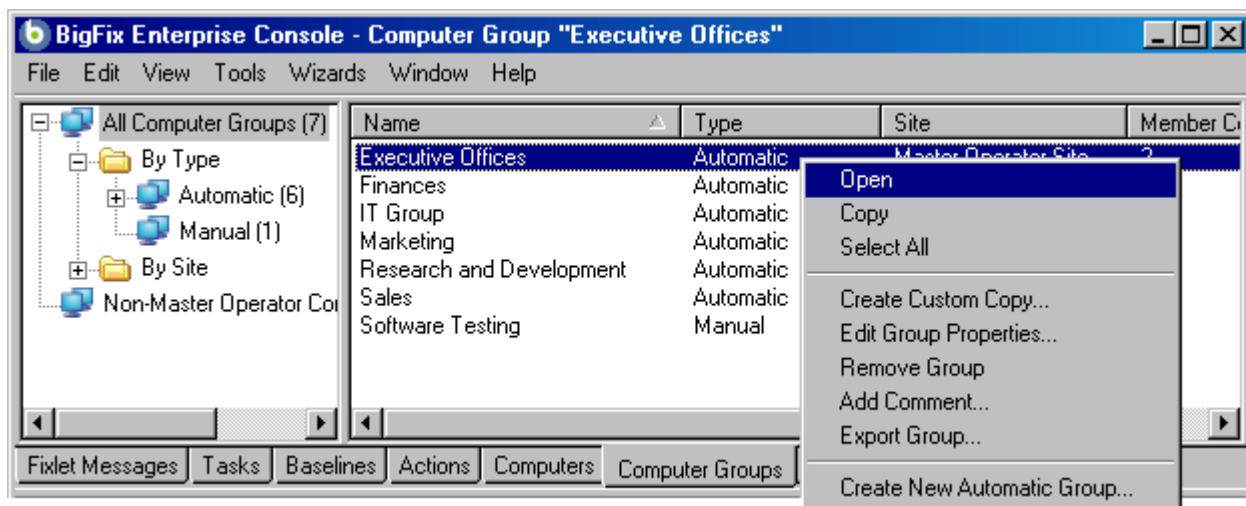 BigFix Enterprise Console - Computer Group "Executive Offices"
File Edit View Tools Wizards Window Help
All Computer Groups (7)
By Type
Automatic (6)
Manual (1)
By Site
Non-Master Operator
Name Type Site Member
Executive Offices Automatic Master Operator Site 2
Finances Automatic
IT Group Automatic
Marketing Automatic
Research and Development Automatic
Sales Automatic
Software Testing Manual
Open
Copy
Select All
Create Custom Copy...
Edit Group Properties...
Remove Group
Add Comment...
Export Group...
Create New Automatic Group...
Fixlet Messages Tasks Baselines Actions Computers Computer Groups